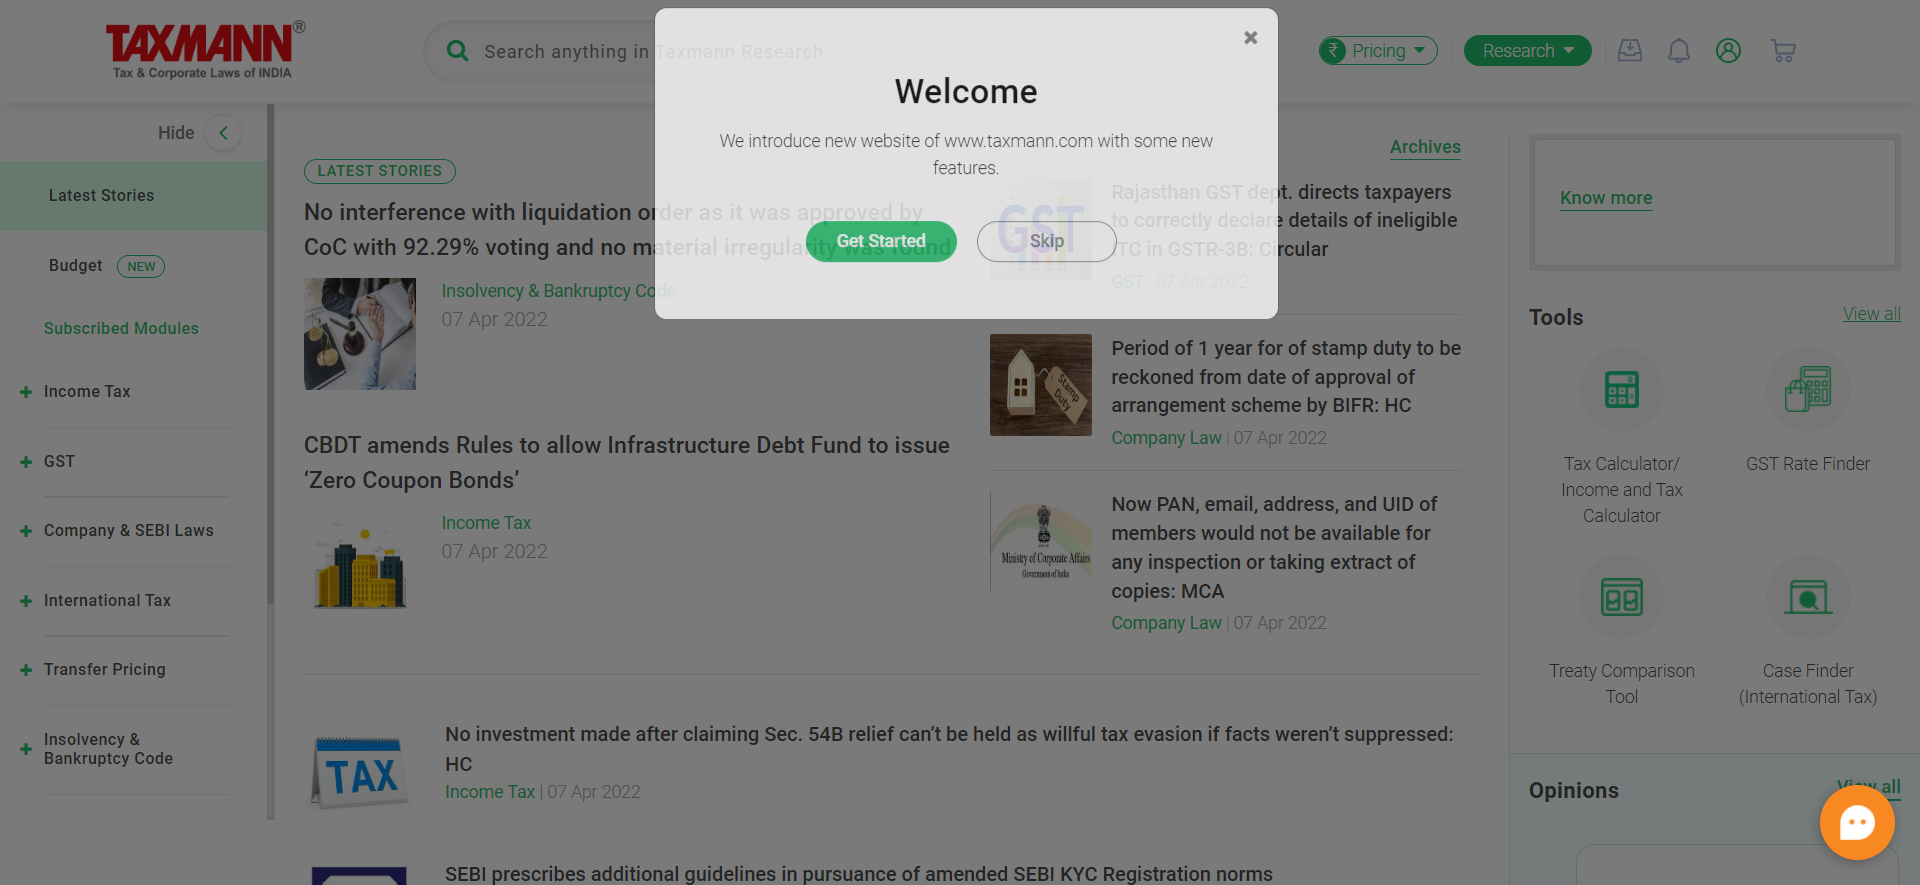 TAXMANN®
Tax & Corporate Laws of INDIA
Search anything in Taxmann Research
₹ Pricing
Research
Welcome
We introduce new website of www.taxmann.com with some new
features.
Get Started
Skip
Hide
Latest Stories
Budget NEW
Subscribed Modules
Income Tax
GST
Company & SEBI Laws
International Tax
Transfer Pricing
Insolvency &
Bankruptcy Code
LATEST STORIES
No interference with liquidation order as it was approved by
CoC with 92.29% voting and no material irregularity was found
Insolvency & Bankruptcy Code
07 Apr 2022
CBDT amends Rules to allow Infrastructure Debt Fund to issue
‘Zero Coupon Bonds’
Income Tax
07 Apr 2022
Archives
GST
Rajasthan GST dept. directs taxpayers
to correctly declare details of ineligible
ITC in GSTR-3B: Circular
GST | 07 Apr 2022
Stamp
Duty
Period of 1 year for of stamp duty to be
reckoned from date of approval of
arrangement scheme by BIFR: HC
Company Law | 07 Apr 2022
Ministry of Corporate Affairs
Government of India
Now PAN, email, address, and UID of
members would not be available for
any inspection or taking extract of
copies: MCA
Company Law | 07 Apr 2022
TAX
No investment made after claiming Sec. 54B relief can’t be held as willful tax evasion if facts weren’t suppressed:
HC
Income Tax | 07 Apr 2022
SEBI prescribes additional guidelines in pursuance of amended SEBI KYC Registration norms
Know more
Tools
View all
Tax Calculator/
Income and Tax
Calculator
GST Rate Finder
Treaty Comparison
Tool
Case Finder
(International Tax)
Opinions
View all